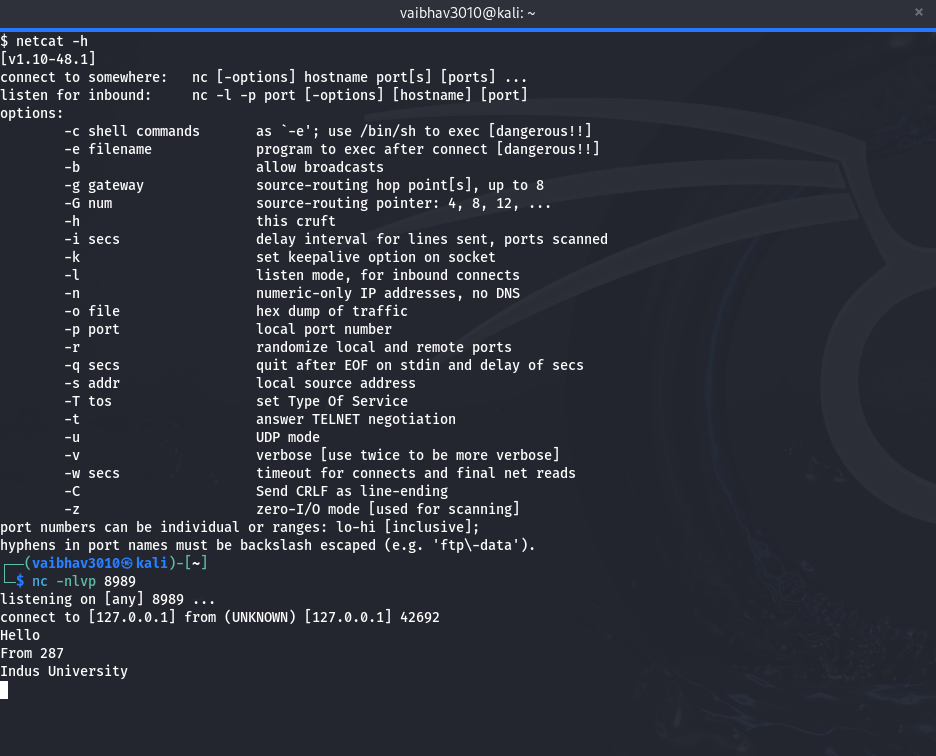 vaibhav3010@kali: ~
$ netcat -h
[v1.10-48.1]
connect to somewhere:   nc [-options] hostname port[s] [ports] ...
listen for inbound:     nc -l -p port [-options] [hostname] [port]
options:
        -c shell commands       as `-e'; use /bin/sh to exec [dangerous!!]
        -e filename             program to exec after connect [dangerous!!]
        -b                      allow broadcasts
        -g gateway              source-routing hop point[s], up to 8
        -G num                  source-routing pointer: 4, 8, 12, ...
        -h                      this cruft
        -i secs                 delay interval for lines sent, ports scanned
        -k                      set keepalive option on socket
        -l                      listen mode, for inbound connects
        -n                      numeric-only IP addresses, no DNS
        -o file                 hex dump of traffic
        -p port                 local port number
        -r                      randomize local and remote ports
        -q secs                 quit after EOF on stdin and delay of secs
        -s addr                 local source address
        -T tos                  set Type Of Service
        -t                      answer TELNET negotiation
        -u                      UDP mode
        -v                      verbose [use twice to be more verbose]
        -w secs                 timeout for connects and final net reads
        -C                      Send CRLF as line-ending
        -z                      zero-I/O mode [used for scanning]
port numbers can be individual or ranges: lo-hi [inclusive];
hyphens in port names must be backslash escaped (e.g. 'ftp\-data').
┌──(vaibhav3010㉿kali)-[~]
└─$ nc -nlvp 8989
listening on [any] 8989 ...
connect to [127.0.0.1] from (UNKNOWN) [127.0.0.1] 42692
Hello
From 287
Indus University